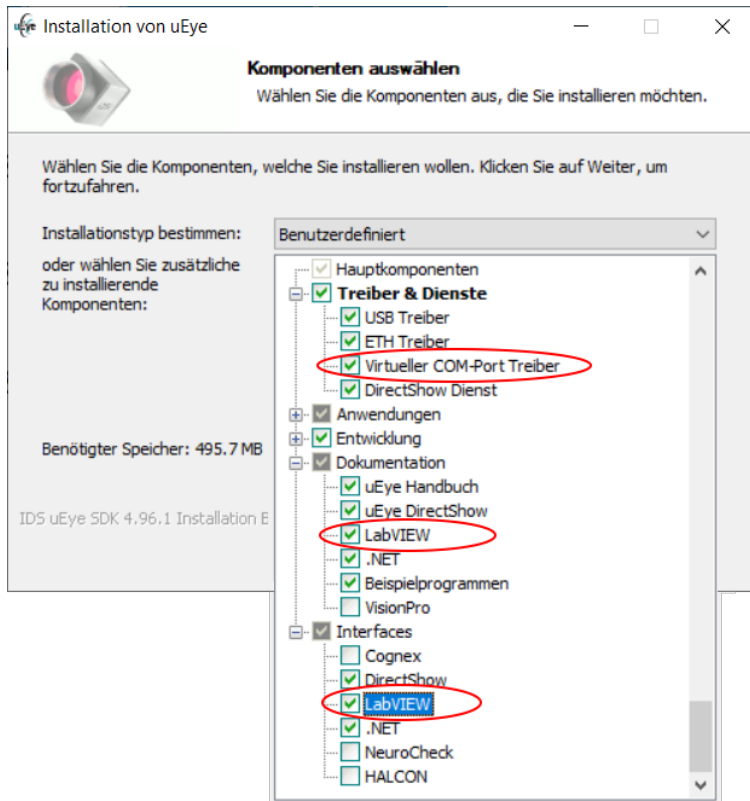 Installation von uEye
Komponenten auswählen
Wählen Sie die Komponenten aus, die Sie installieren möchten.
Wählen Sie die Komponenten, welche Sie installieren wollen. Klicken Sie auf Weiter, um
fortzufahren.
Installationstyp bestimmen:
Benutzerdefiniert
oder wählen Sie zusätzliche
zu installierende
Komponenten:
Hauptkomponenten
Treiber & Dienste
USB Treiber
ETH Treiber
Virtueller COM-Port Treiber
DirectShow Dienst
Anwendungen
Entwicklung
Dokumentation
uEye Handbuch
uEye DirectShow
LabVIEW
.NET
Beispielprogrammen
VisionPro
Interfaces
Cognex
DirectShow
LabVIEW
.NET
NeuroCheck
HALCON
Benötigter Speicher: 495.7 MB
IDS uEye SDK 4.96.1 Installation E